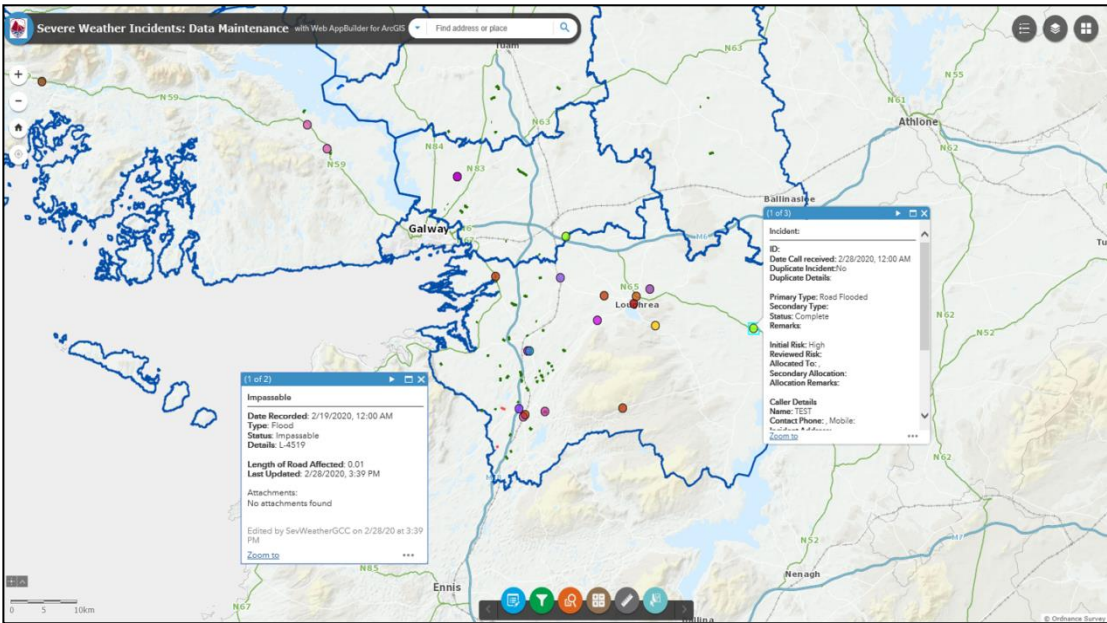 Severe Weather Incidents: Data Maintenance with Web AppBuilder for ArcGIS
Find address or place
Tuam
N63
N55
N59
N61
Athlone
N62
N63
N59
N84
N83
Ballinasloe
Galway
M6
N65
Loughrea
N62
N52
N62
N52
M7
Nenagh
N85
Ennis
N67
(1 of 3)
Incident:
ID:
Date Call received: 2/28/2020, 12:00 AM
Duplicate Incident:No
Duplicate Details:
Primary Type: Road Flooded
Secondary Type:
Status: Complete
Remarks:
Initial Risk: High
Reviewed Risk:
Allocated To: ,
Secondary Allocation:
Allocation Remarks:
Caller Details
Name: TEST
Contact Phone: , Mobile:
Incident Address:
Zoom to
(1 of 2)
Impassable
Date Recorded: 2/19/2020, 12:00 AM
Type: Flood
Status: Impassable
Details: L-4519
Length of Road Affected: 0.01
Last Updated: 2/28/2020, 3:39 PM
Attachments:
No attachments found
Edited by SevWeatherGCC on 2/28/20 at 3:39
PM
Zoom to
0 5 10km
© Ordnance Survey